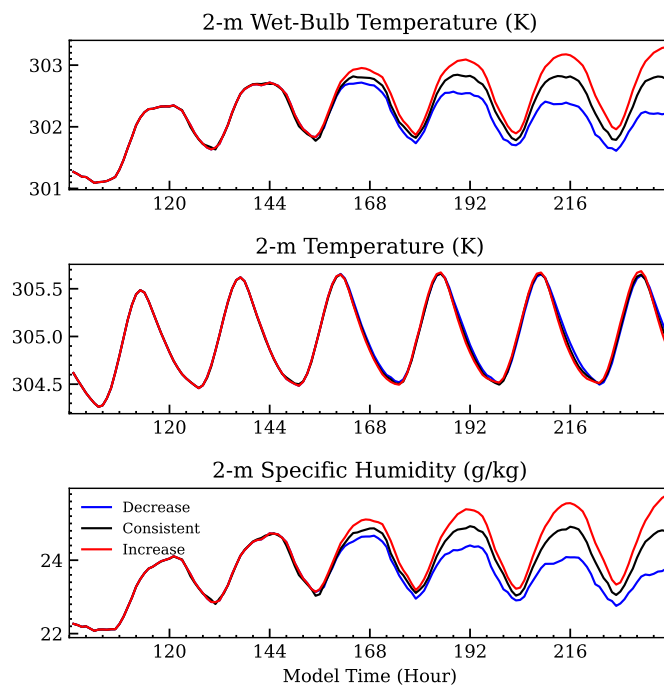 2-m Wet-Bulb Temperature (K)
303
302
301
120 144 168 192 216
2-m Temperature (K)
305.5
305.0
304.5
120 144 168 192 216
2-m Specific Humidity (g/kg)
Decrease
Consistent
Increase
24
22
120 144 168 192 216
Model Time (Hour)